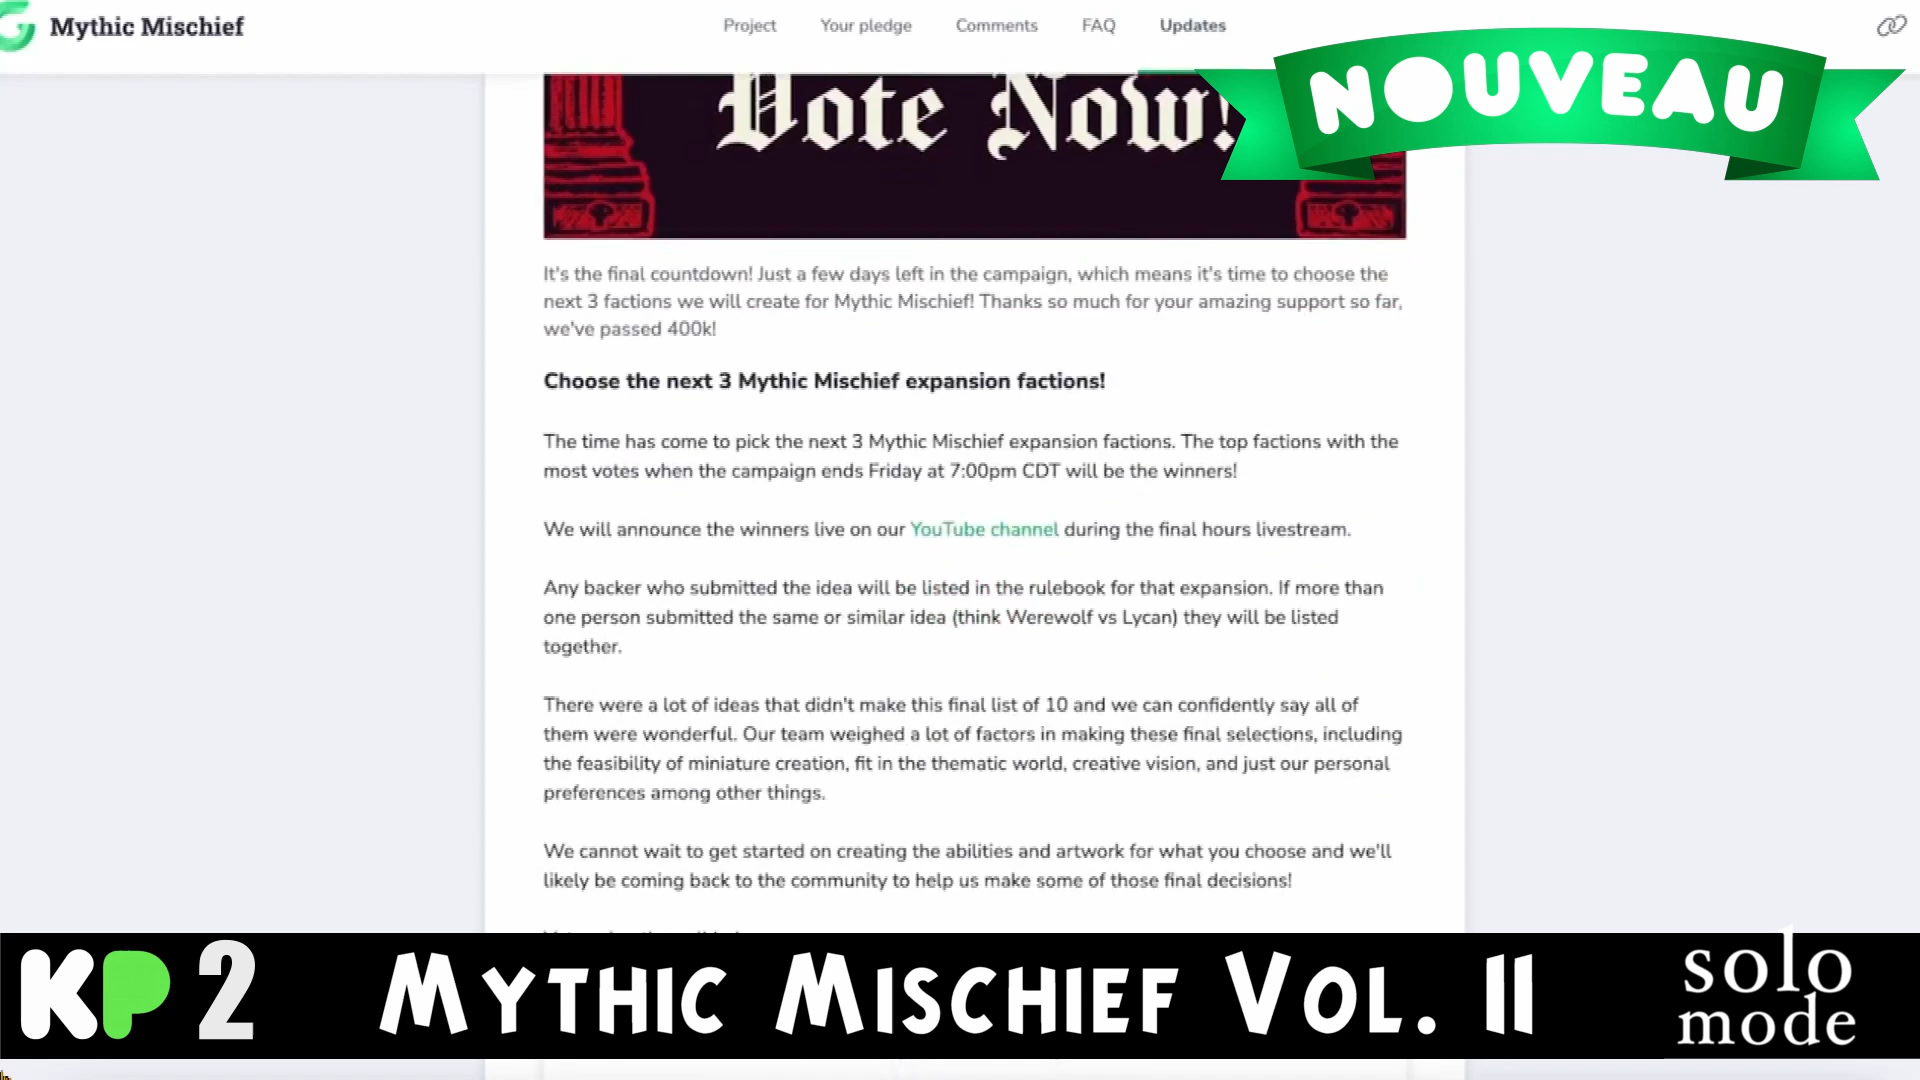 Mythic Mischief
Project
Your pledge
Comments
FAQ
Updates
NOUVEAU
Vote Now!
It's the final countdown! Just a few days left in the campaign, which means it's time to choose the
next 3 factions we will create for Mythic Mischief! Thanks so much for your amazing support so far,
we've passed 400k!
Choose the next 3 Mythic Mischief expansion factions!
The time has come to pick the next 3 Mythic Mischief expansion factions. The top factions with the
most votes when the campaign ends Friday at 7:00pm CDT will be the winners!
We will announce the winners live on our YouTube channel during the final hours livestream.
Any backer who submitted the idea will be listed in the rulebook for that expansion. If more than
one person submitted the same or similar idea (think Werewolf vs Lycan) they will be listed
together.
There were a lot of ideas that didn't make this final list of 10 and we can confidently say all of
them were wonderful. Our team weighed a lot of factors in making these final selections, including
the feasibility of miniature creation, fit in the thematic world, creative vision, and just our personal
preferences among other things.
We cannot wait to get started on creating the abilities and artwork for what you choose and we'll
likely be coming back to the community to help us make some of those final decisions!
KP 2
MYTHIC MISCHIEF VOL. II
solo
mode